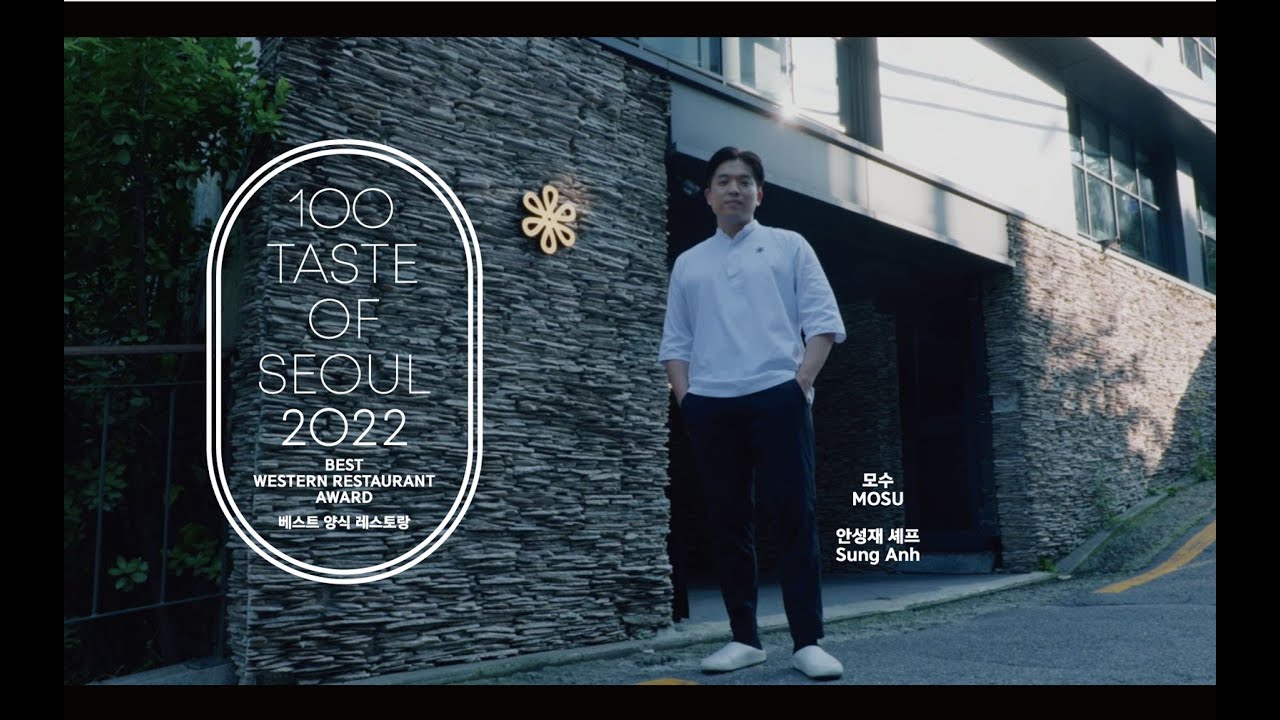 100
TASTE
OF
SEOUL
2022
BEST
WESTERN RESTAURANT
AWARD
베스트 양식 레스토랑
모수
MOSU
안성재 셰프
Sung Anh